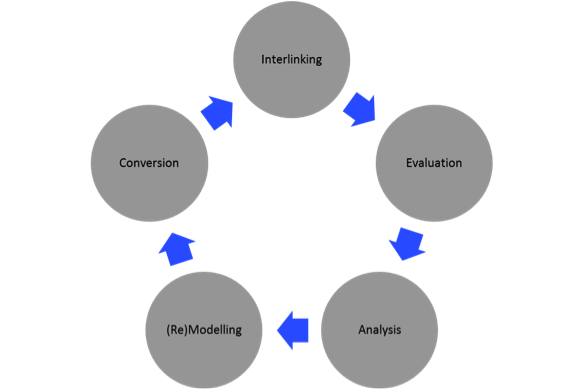 Interlinking
Conversion
Evaluation
(Re)Modelling
Analysis